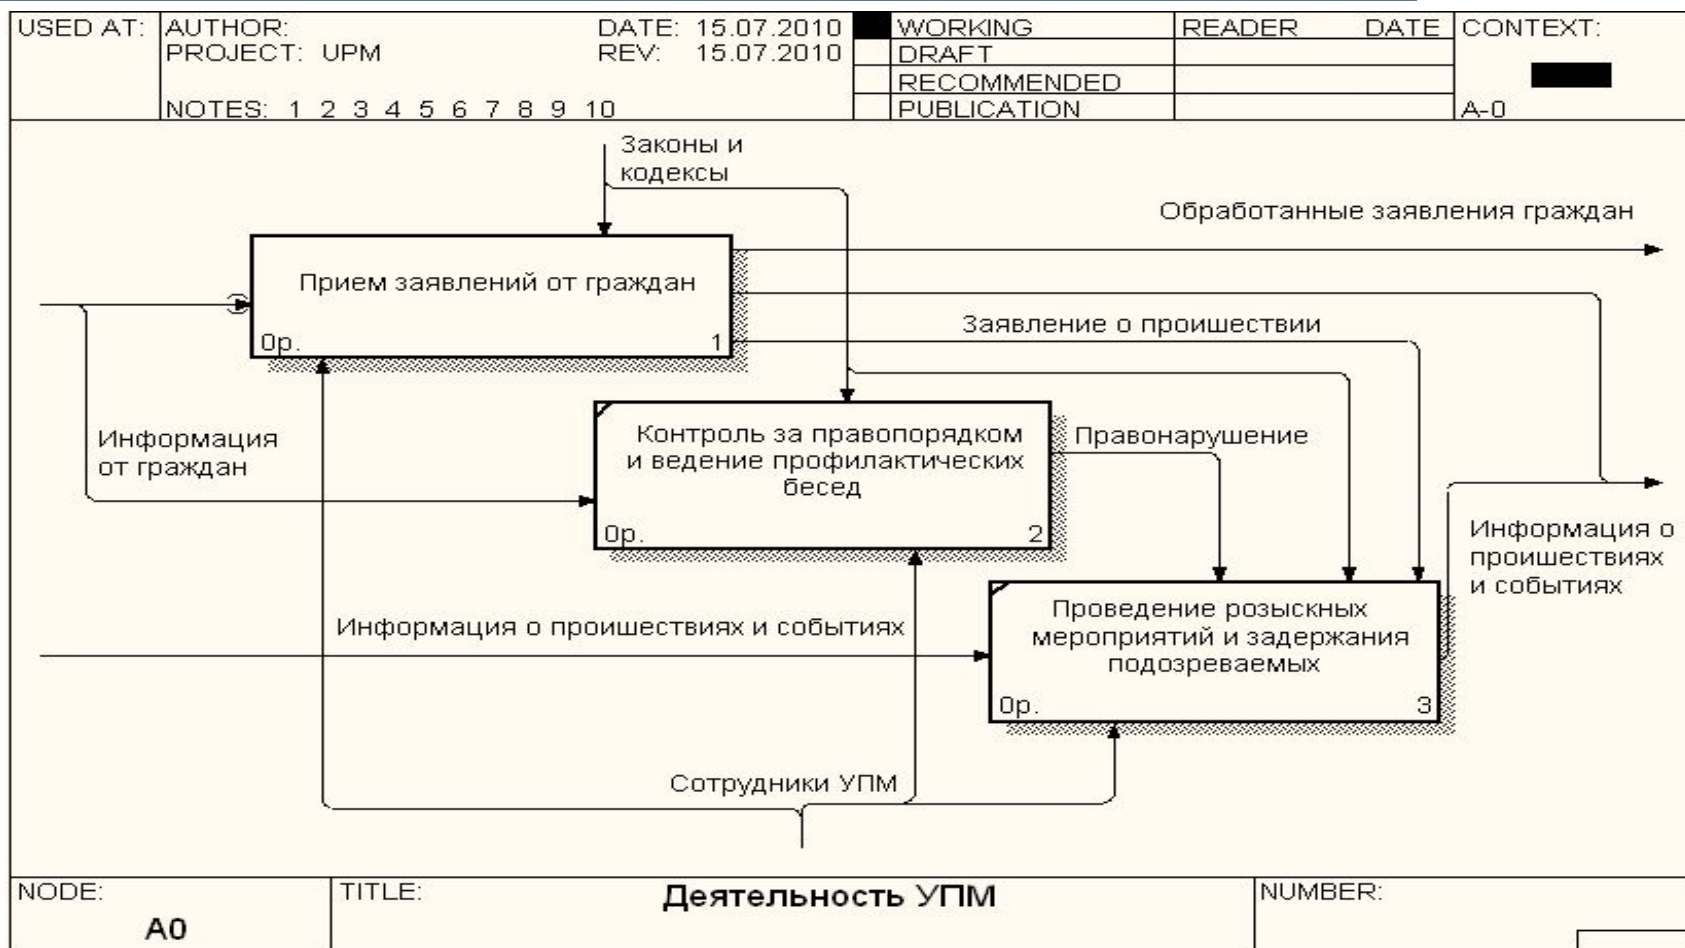 USED AT:
AUTHOR:
DATE: 15.07.2010
PROJECT: UPM
REV: 15.07.2010
NOTES: 1 2 3 4 5 6 7 8 9 10
WORKING
DRAFT
RECOMMENDED
PUBLICATION
READER DATE
CONTEXT:
A-0
Законы и
кодексы
Обработанные заявления граждан
Прием заявлений от граждан
0р. 1
Заявление о проишествии
Информация
от граждан
Контроль за правопорядком
и ведение профилактических
бесед
0р. 2
Правонарушение
Информация о
проишествиях
и событиях
Информация о проишествиях и событиях
Проведение розыскных
мероприятий и задержания
подозреваемых
0р. 3
Сотрудники УПМ
NODE:
A0
TITLE:
Деятельность УПМ
NUMBER: